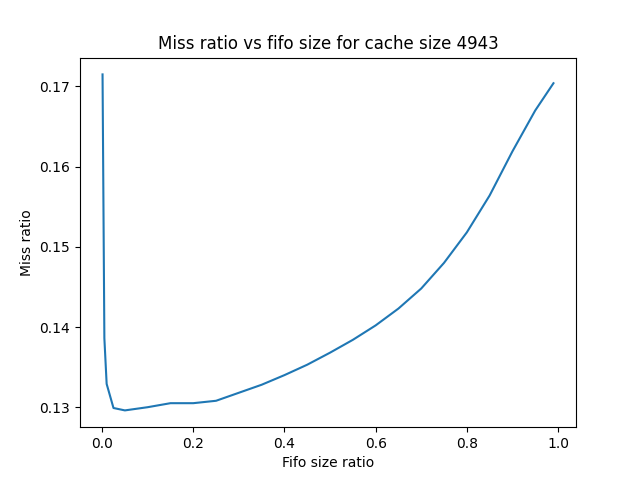 Miss ratio vs fifo size for cache size 4943
0.17
0.16
0.15
0.14
0.13
Miss ratio
0.0 0.2 0.4 0.6 0.8 1.0
Fifo size ratio